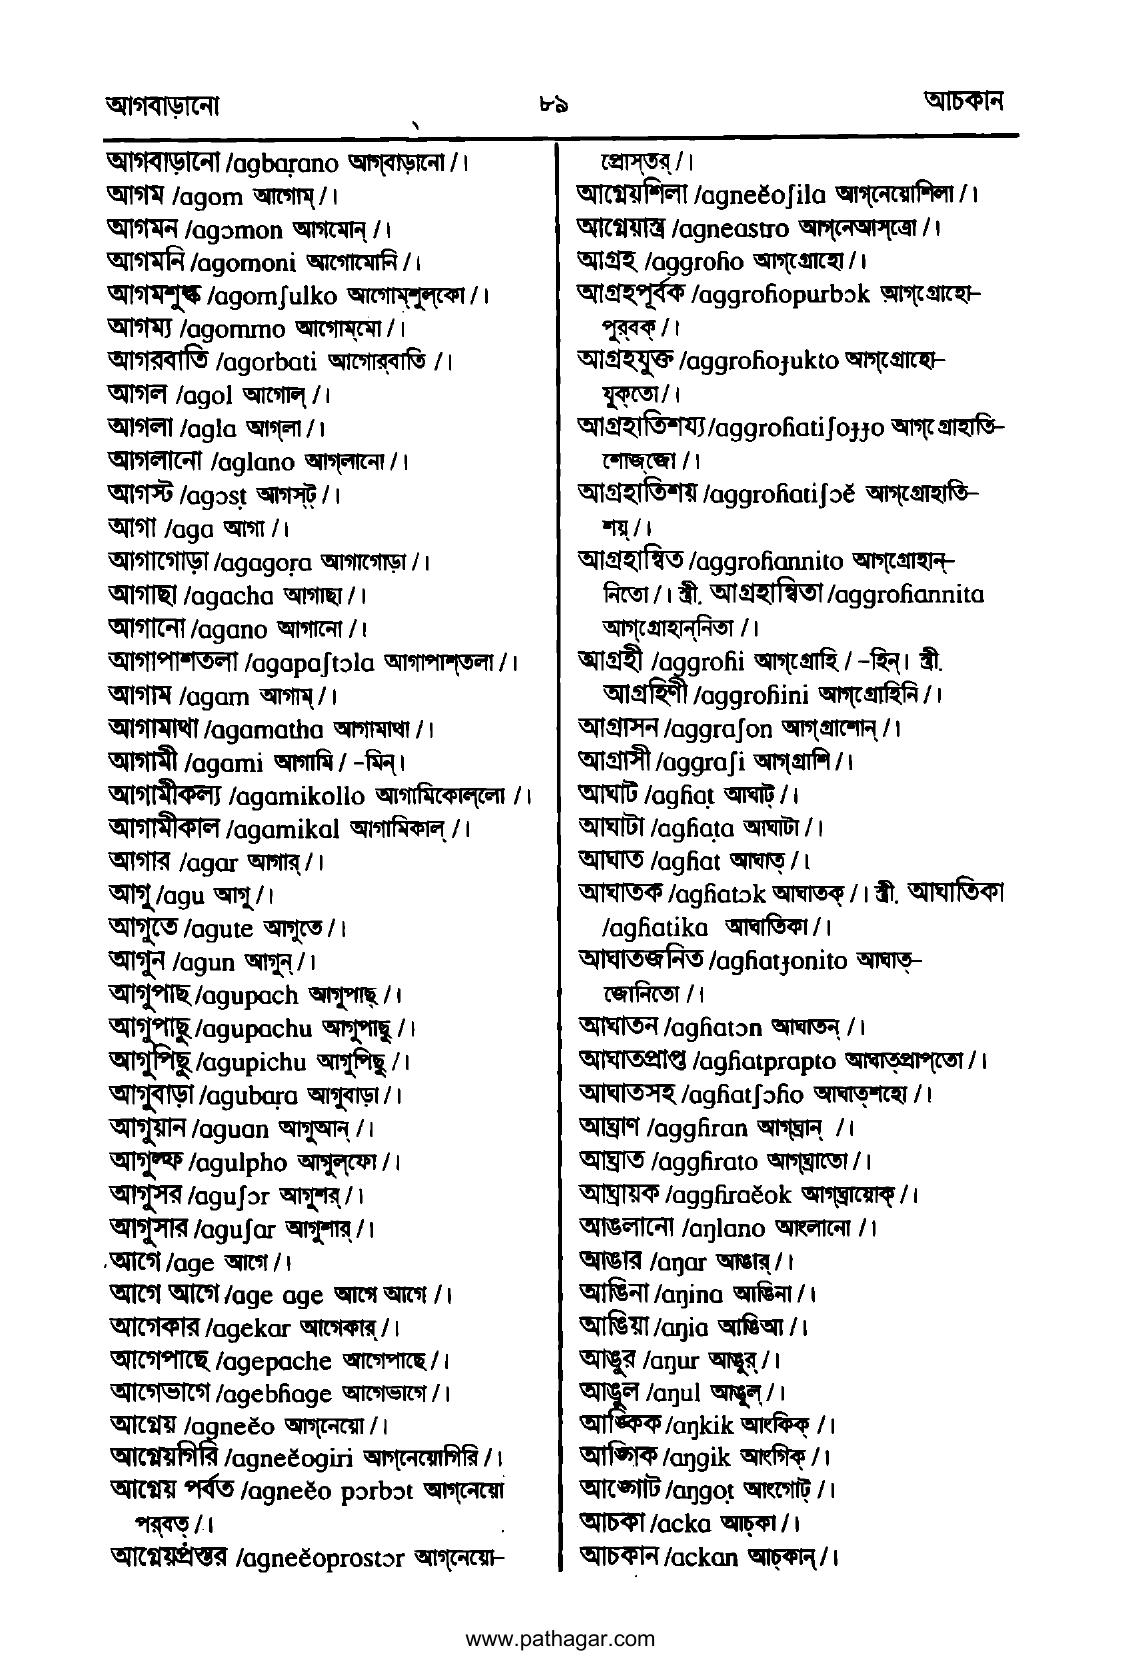 আগবাড়ানো ৮৯ আচকান
আগবাড়ানো /agbaṛano আগ্‌বাড়ানো /।
আগম /agom আগোম্ /।
আগমন /agɔmon আগমোন্ /।
আগমনি /agomoni আগোমোনি /।
আগমশুল্ক /agomʃulko আগোম্‌শুল্‌কো /।
আগম্য /agommo আগোম্‌মো /।
আগরবাতি /agorbati আগোর্‌বাতি /।
আগল /agol আগোল্ /।
আগলা /agla আগ্‌লা /।
আগলানো /aglano আগ্‌লানো /।
আগস্ট /agɔsṭ আগস্‌ট্ /।
আগা /aga আগা /।
আগাগোড়া /agagoṛa আগাগোড়া /।
আগাছা /agacha আগাছা /।
আগানো /agano আগানো /।
আগাপাশতলা /agapaʃtɔla আগাপাশ্‌তলা /।
আগাম /agam আগাম্ /।
আগামাথা /agamatha আগামাথা /।
আগামী /agami আগামি / -মিন্।
আগামীকল্য /agamikollo আগামিকোল্‌লো /।
আগামীকাল /agamikal আগামিকাল্ /।
আগার /agar আগার্ /।
আগু /agu আগু /।
আগুতে /agute আগুতে /।
আগুন /agun আগুন্ /।
আগুপাছ /agupach আগুপাছ্ /।
আগুপাছু /agupachu আগুপাছু /।
আগুপিছু /agupichu আগুপিছু /।
আগুবাড়া /agubaṛa আগুবাড়া /।
আগুয়ান /aguan আগুআন্ /।
আগুল্ফ /agulpho আগুল্‌ফো /।
আগুসর /aguʃɔr আগুশর্ /।
আগুসার /aguʃar আগুশার্ /।
আগে /age আগে /।
আগে আগে /age age আগে আগে /।
আগেকার /agekar আগেকার্ /।
আগেপাছে /agepache আগেপাছে /।
আগেভাগে /agebɦage আগেভাগে /।
আগ্নেয় /agneĕo আগ্‌নেয়ো /।
আগ্নেয়গিরি /agneĕogiri আগ্‌নেয়োগিরি /।
আগ্নেয় পর্বত /agneĕo pɔrbɔt আগ্‌নেয়ো
পর্‌বত্ /।
আগ্নেয়প্রস্তর /agneĕoprostɔr আগ্‌নেয়ো-
প্রোস্‌তর্ /।
আগ্নেয়শিলা /agneĕoʃila আগ্‌নেয়োশিলা /।
আগ্নেয়াস্ত্র /agneastro আগ্‌নেআস্‌ত্রো /।
আগ্রহ /aggroɦo আগ্‌গ্রোহো /।
আগ্রহপূর্বক /aggroɦopurbɔk আগ্‌গ্রোহো-
পুর্‌বক্ /।
আগ্রহযুক্ত /aggroɦoɟukto আগ্‌গ্রোহো-
যুক্‌তো /।
আগ্রহাতিশয্য /aggroɦatiʃoɟɟo আগ্‌গ্রোহাতি-
শোজ্‌জো /।
আগ্রহাতিশয় /aggroɦatiʃɔĕ আগ্‌গ্রোহাতি-
শয়্ /।
আগ্রহান্বিত /aggroɦannito আগ্‌গ্রোহান্-
নিতো /। স্ত্রী. আগ্রহান্বিতা /aggroɦannita
আগ্‌গ্রোহান্‌নিতা /।
আগ্রহী /aggroɦi আগ্‌গ্রোহি / -হিন্। স্ত্রী.
আগ্রহিণী /aggroɦini আগ্‌গ্রোহিনি /।
আগ্রাসন /aggraʃon আগ্‌গ্রাশোন্ /।
আগ্রাসী /aggraʃi আগ্‌গ্রাশি /।
আঘাট /agɦaṭ আঘাট্ /।
আঘাটা /agɦaṭa আঘাটা /।
আঘাত /agɦat আঘাত্ /।
আঘাতক /agɦatɔk আঘাতক্ /। স্ত্রী. আঘাতিকা
/agɦatika আঘাতিকা /।
আঘাতজনিত /agɦatɟonito আঘাত্-
জোনিতো /।
আঘাতন /agɦatɔn আঘাতন্ /।
আঘাতপ্রাপ্ত /agɦatprapto আঘাত্‌প্রাপ্‌তো /।
আঘাতসহ /agɦatʃɔɦo আঘাত্‌শহো /।
আঘ্রাণ /aggɦran আগ্‌ঘ্রান্ /।
আঘ্রাত /aggɦrato আগ্‌ঘ্রাতো /।
আঘ্রায়ক /aggɦraĕok আগ্‌ঘ্রায়োক্ /।
আঙলানো /aŋlano আংলানো /।
আঙার /aŋar আঙার্ /।
আঙিনা /aŋina আঙিনা /।
আঙিয়া /aŋia আঙিআ /।
আঙুর /aŋur আঙুর্ /।
আঙুল /aŋul আঙুল্ /।
আঙ্কিক /aŋkik আংকিক্ /।
আঙ্গিক /aŋgik আংগিক্ /।
আঙ্গোট /aŋgoṭ আংগোট্ /।
আচকা /acka আচ্‌কা /।
আচকান /ackan আচ্‌কান্ /।
www.pathagar.com